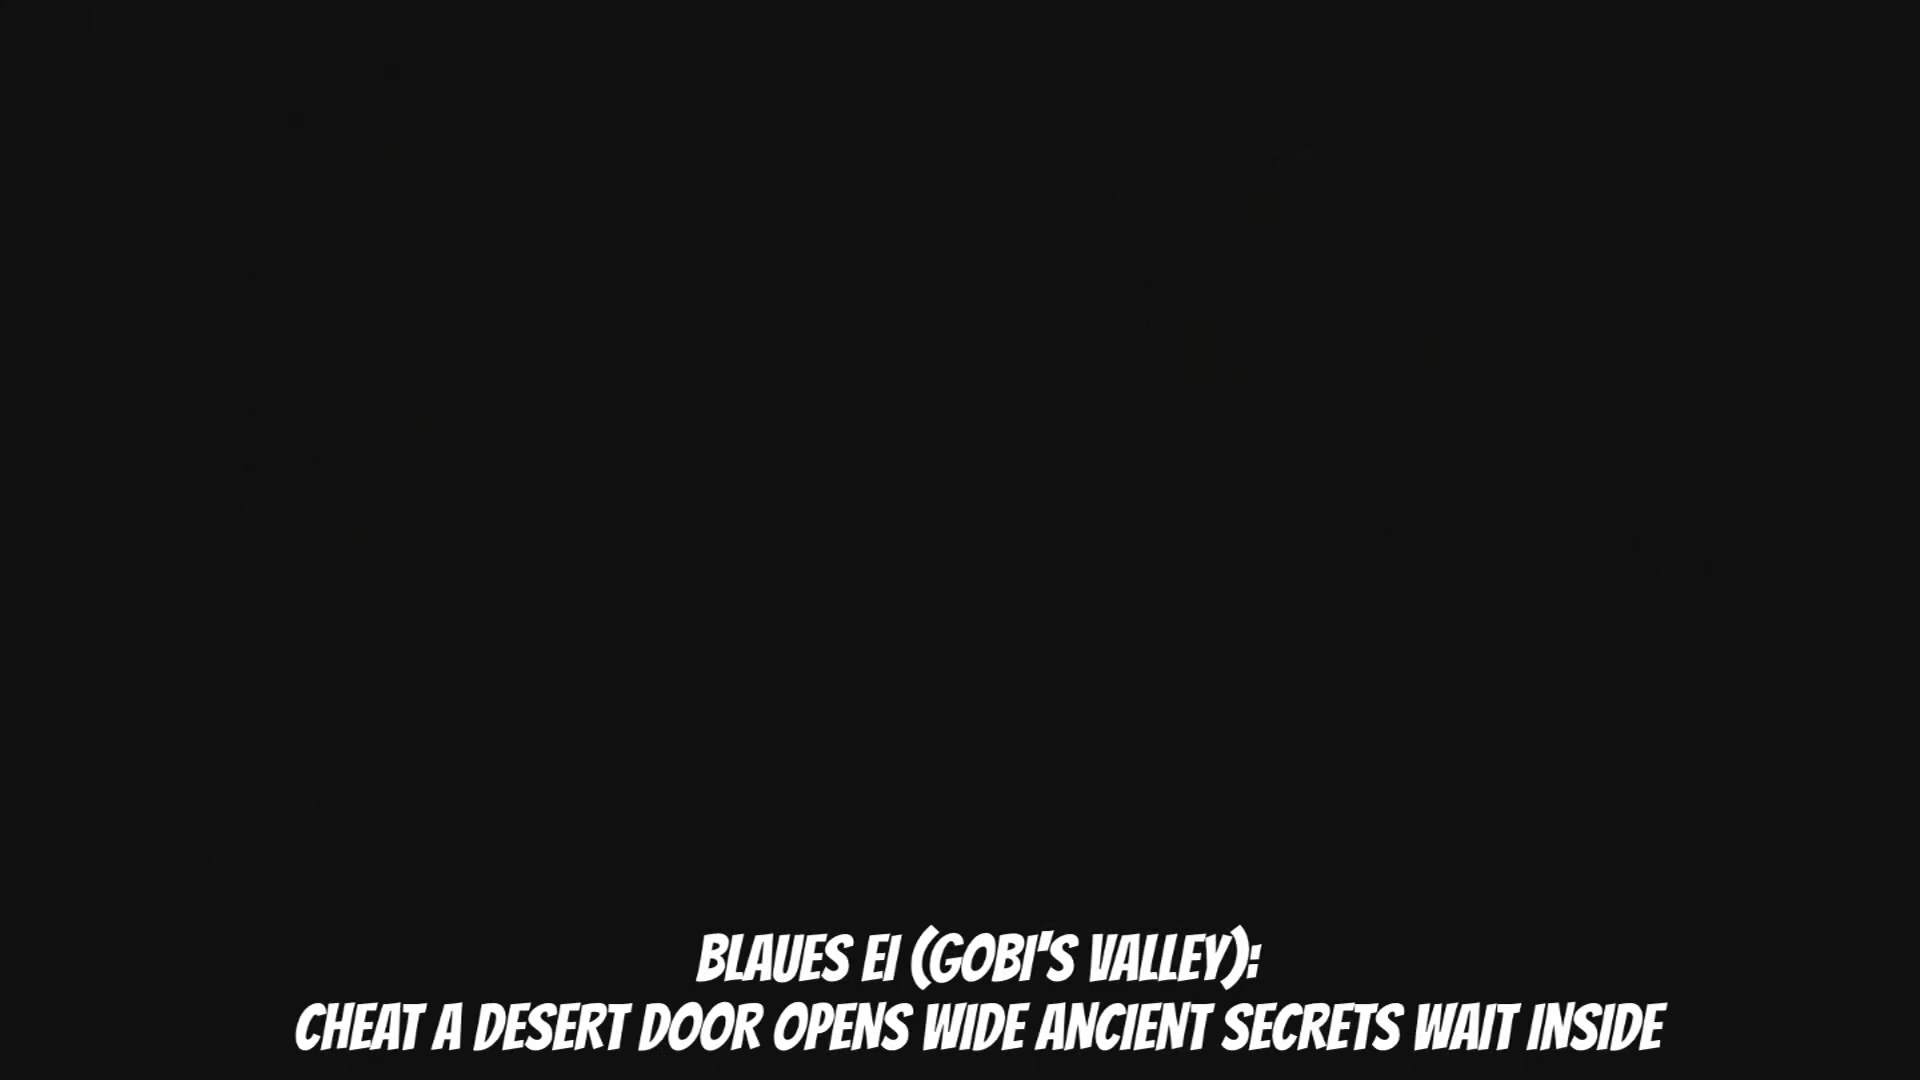 BLAUES EI (GOBI'S VALLEY):
CHEAT A DESERT DOOR OPENS WIDE ANCIENT SECRETS WAIT INSIDE